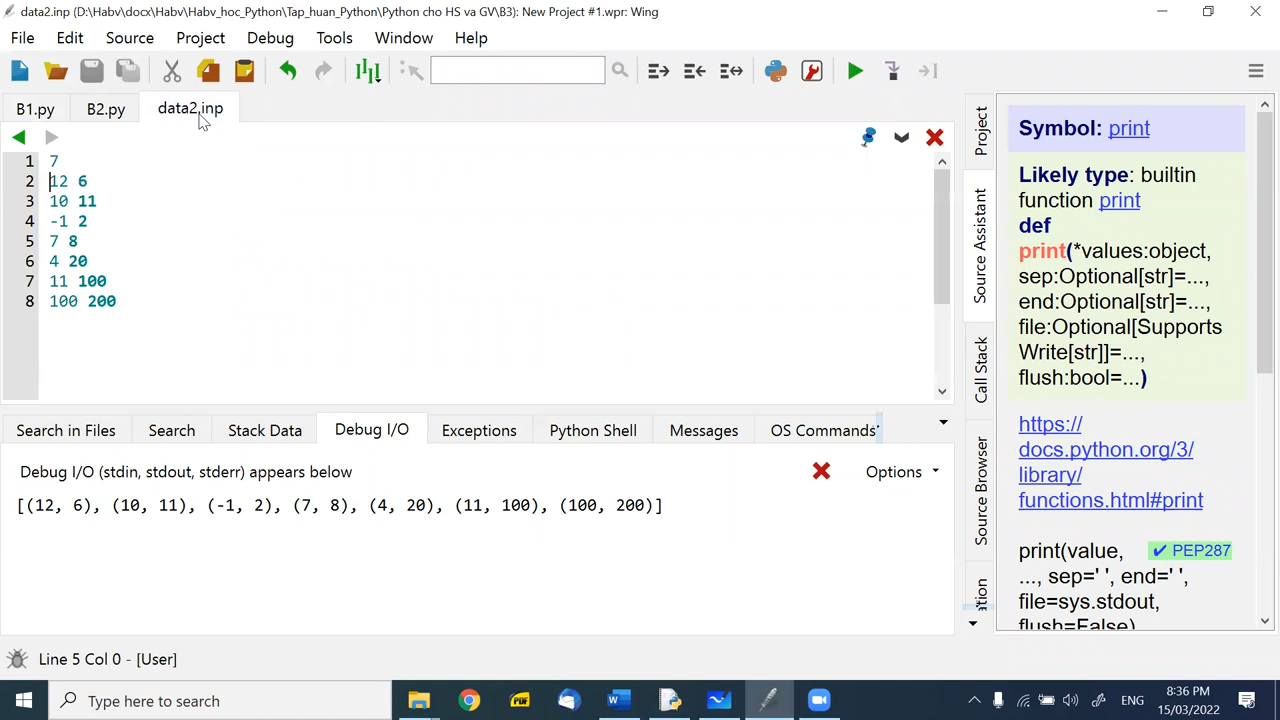 data2.inp (D:\Habv\docx\Habv\Habv_hoc_Python\Tap_huan_Python\Python cho HS va GV\B3): New Project #1.wpr: Wing
File Edit Source Project Debug Tools Window Help
B1.py B2.py data2.inp
1 7
2 12 6
3 10 11
4 -1 2
5 7 8
6 4 20
7 11 100
8 100 200
Search in Files Search Stack Data Debug I/O Exceptions Python Shell Messages OS Commands
Debug I/O (stdin, stdout, stderr) appears below
Options
[(12, 6), (10, 11), (-1, 2), (7, 8), (4, 20), (11, 100), (100, 200)]
Project
Source Assistant
Call Stack
Source Browser
Symbol: print
Likely type: builtin
function print
def
print(*values:object,
sep:Optional[str]=...,
end:Optional[str]=...,
file:Optional[Supports
Write[str]]=...,
flush:bool=...)
https://
docs.python.org/3/
library/
functions.html#print
print(value, ✔ PEP287
..., sep=' ', end=' ',
file=sys.stdout,
flush=False)
Line 5 Col 0 - [User]
Type here to search
PDF
W
ENG
8:36 PM
15/03/2022